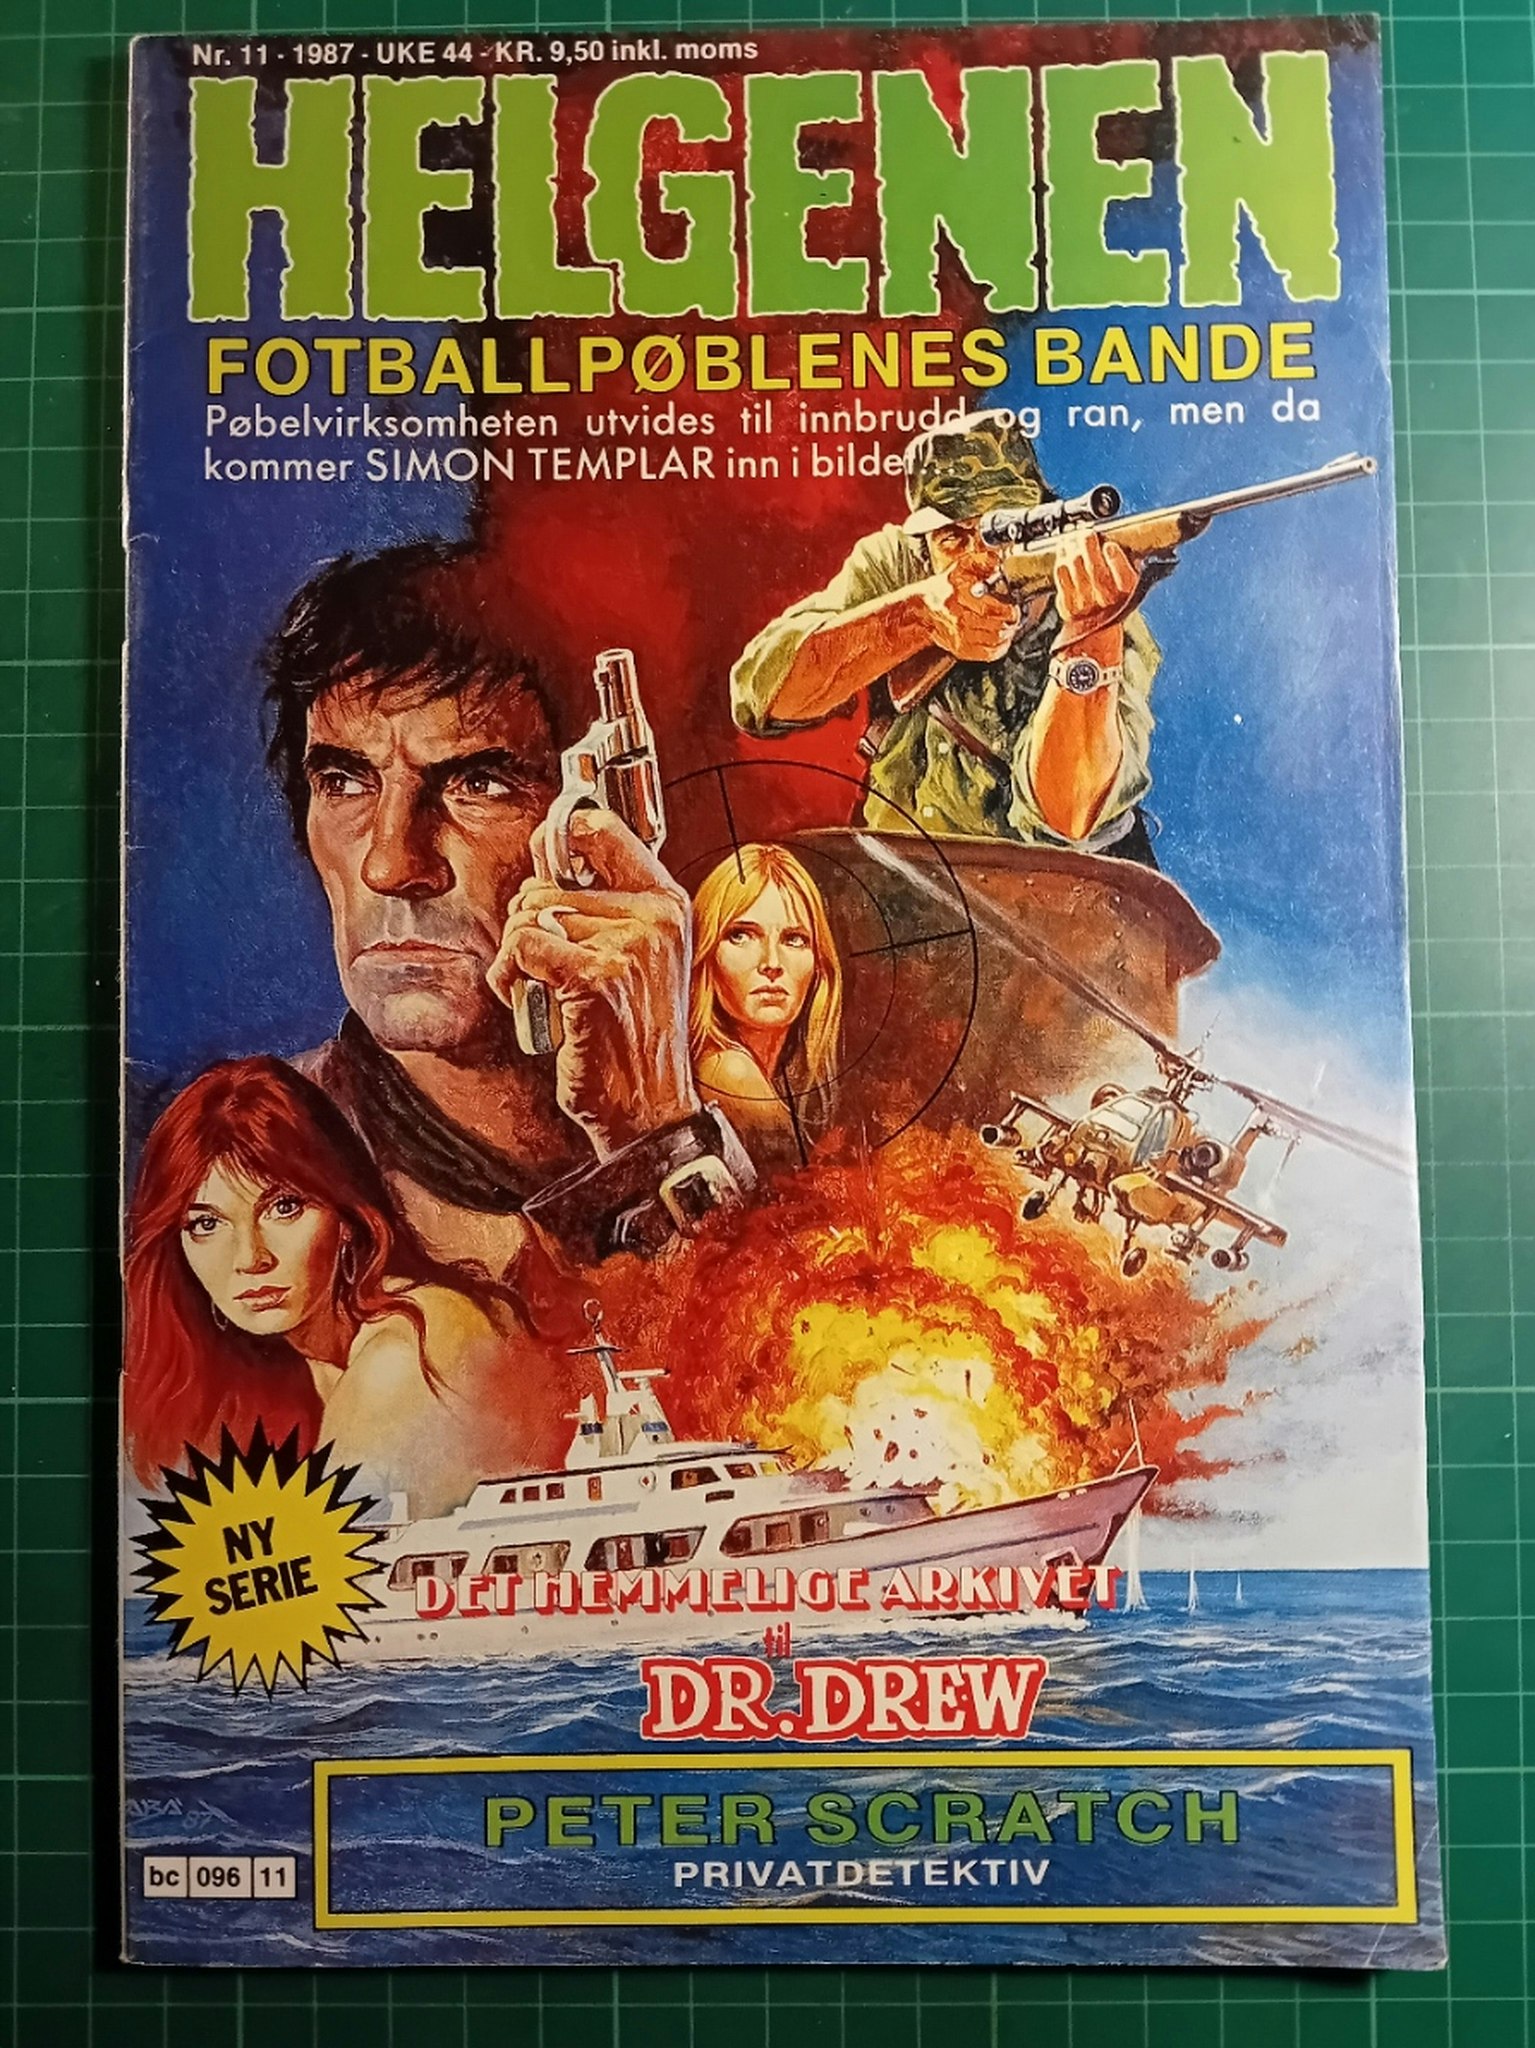 Nr. 11 - 1987 - UKE 44 - KR. 9,50 inkl. moms
HELGENEN
FOTBALLPØBLENES BANDE
Pøbelvirksomheten utvides til innbrudd og ran, men da
kommer SIMON TEMPLAR inn i bildet...
NY
SERIE
DET HEMMELIGE ARKIVET
til
DR. DREW
PETER SCRATCH
PRIVATDETEKTIV
ABA 87
bc 096 11